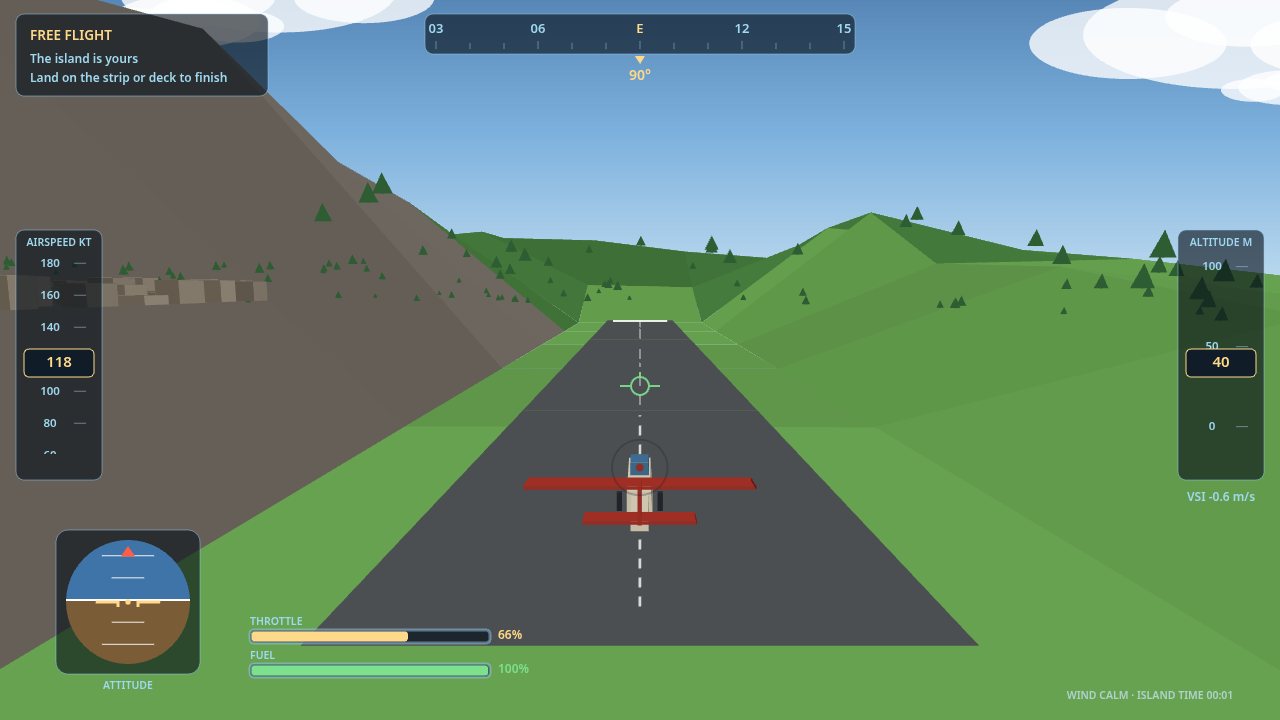 FREE FLIGHT
The island is yours
Land on the strip or deck to finish
03 06 E 12 15
90°
AIRSPEED KT
180
160
140
118
100
80
ALTITUDE M
100
50
40
0
VSI -0.6 m/s
ATTITUDE
THROTTLE
66%
FUEL
100%
WIND CALM · ISLAND TIME 00:01